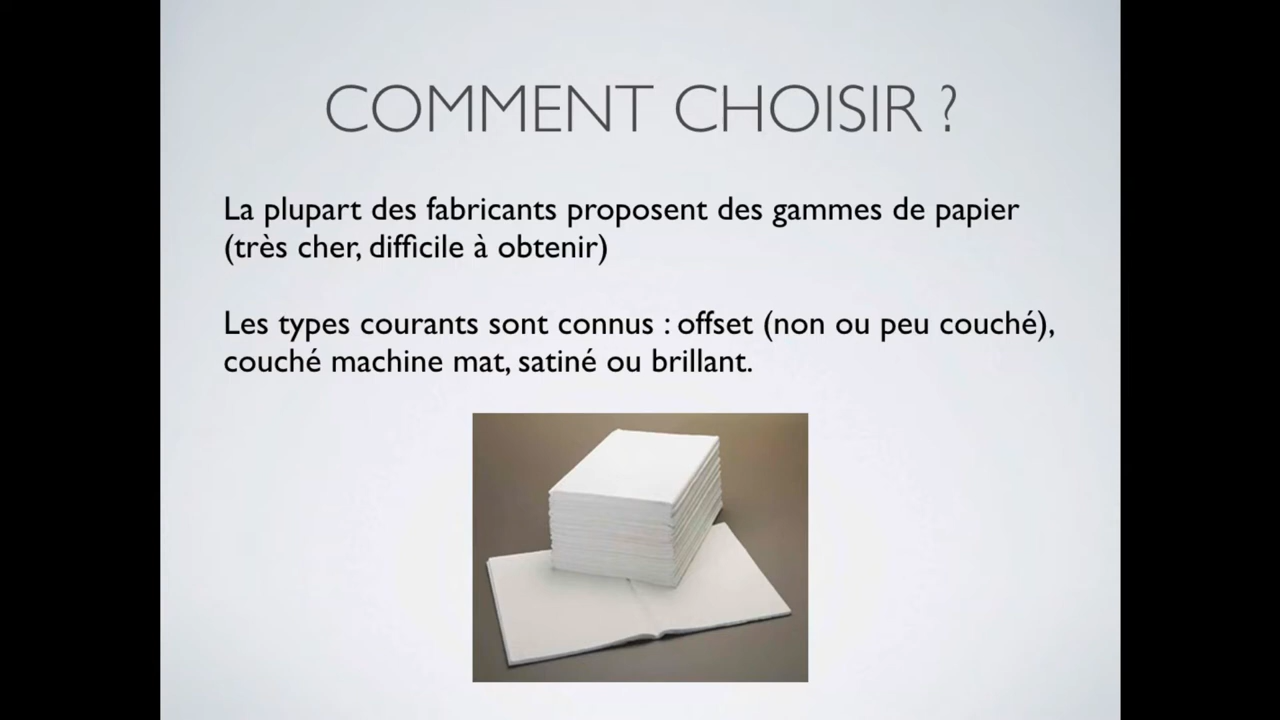 COMMENT CHOISIR ?
La plupart des fabricants proposent des gammes de papier
(très cher, difficile à obtenir)
Les types courants sont connus : offset (non ou peu couché),
couché machine mat, satiné ou brillant.